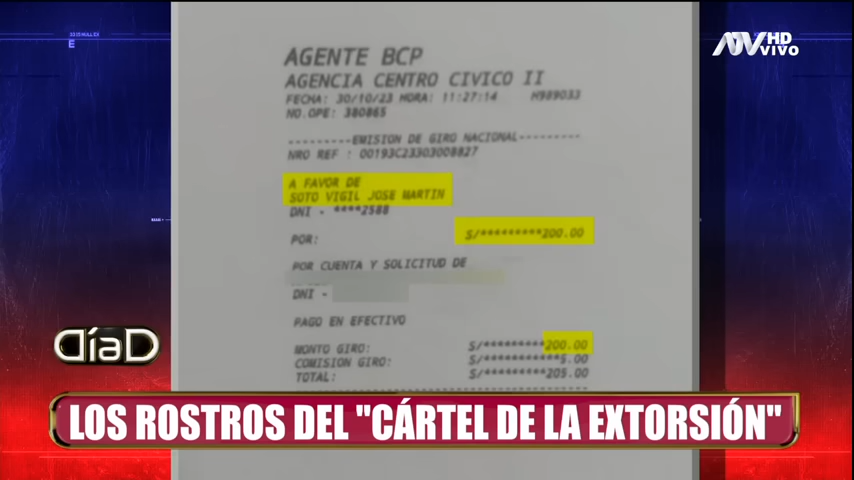 ATV HD
VIVO
AGENTE BCP
AGENCIA CENTRO CIVICO II
FECHA: 30/10/23 HORA: 11:27:14 H989033
NO.OPE: 380865
---------EMISION DE GIRO NACIONAL---------
NRO REF : 00193C23303008827
A FAVOR DE
SOTO VIGIL JOSE MARTIN
DNI - ****2588
POR: S/*********200.00
POR CUENTA Y SOLICITUD DE
DNI -
PAGO EN EFECTIVO
MONTO GIRO: S/*********200.00
COMISION GIRO: S/***********5.00
TOTAL: S/*********205.00
DíaD
LOS ROSTROS DEL "CÁRTEL DE LA EXTORSIÓN"